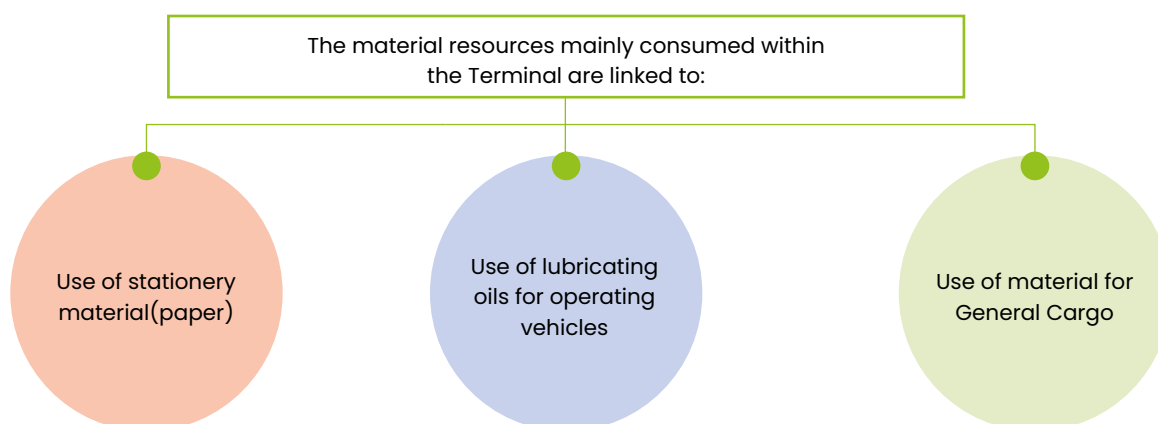 The material resources mainly consumed within
the Terminal are linked to:
Use of stationery
material(paper)
Use of lubricating
oils for operating
vehicles
Use of material for
General Cargo